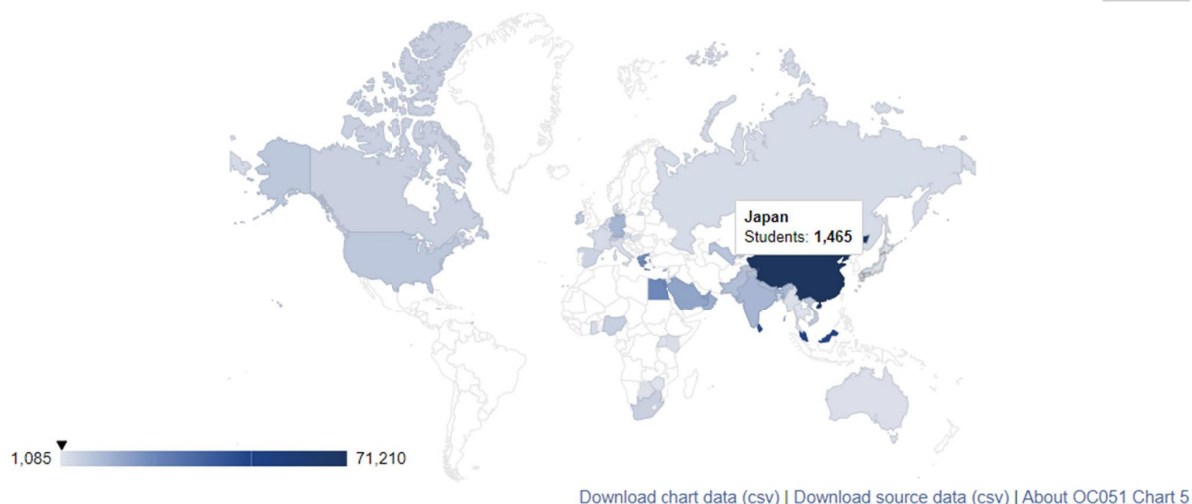 Japan
Students: 1,465
1,085
71,210
Download chart data (csv) | Download source data (csv) | About OC051 Chart 5